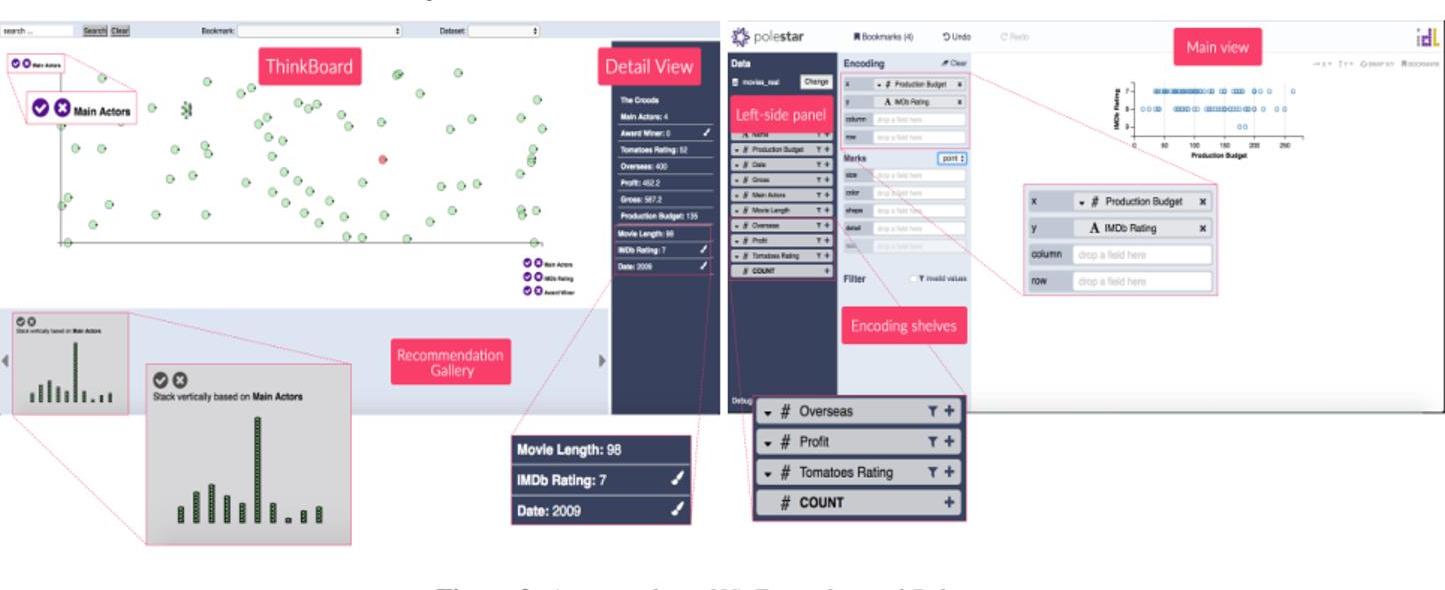 search ...
Search
Clear
Bookmark:
Dataset:
Main Actors
ThinkBoard
Main Actors
Main Actors
IMDb Rating
Award Winer
Detail View
The Croods
Main Actors: 4
Award Winer: 0
Tomatoes Rating: 52
Overseas: 400
Profit: 452.2
Gross: 587.2
Production Budget: 135
Movie Length: 98
IMDb Rating: 7
Date: 2009
Stack vertically based on Main Actors
Stack vertically based on Main Actors
Recommendation
Gallery
Movie Length: 98
IMDb Rating: 7
Date: 2009
polestar
Bookmarks (4)
Undo
Redo
Main view
idl
Data
movies_real
Change
Left-side panel
Name
# Production Budget
# Date
# Gross
# Main Actors
# Movie Length
# Overseas
# Profit
# Tomatoes Rating
# COUNT
Debug
Encoding
Clear
x # Production Budget ×
y A IMDb Rating ×
column drop a field here
row drop a field here
Marks
point
size drop a field here
color drop a field here
shape drop a field here
detail drop a field here
Filter
Invalid values
Encoding shelves
# Overseas
# Profit
# Tomatoes Rating
# COUNT
BOOKMARK
IMDb Rating
7
0 50 100 150 200 250
Production Budget
x # Production Budget ×
y A IMDb Rating ×
column drop a field here
row drop a field here